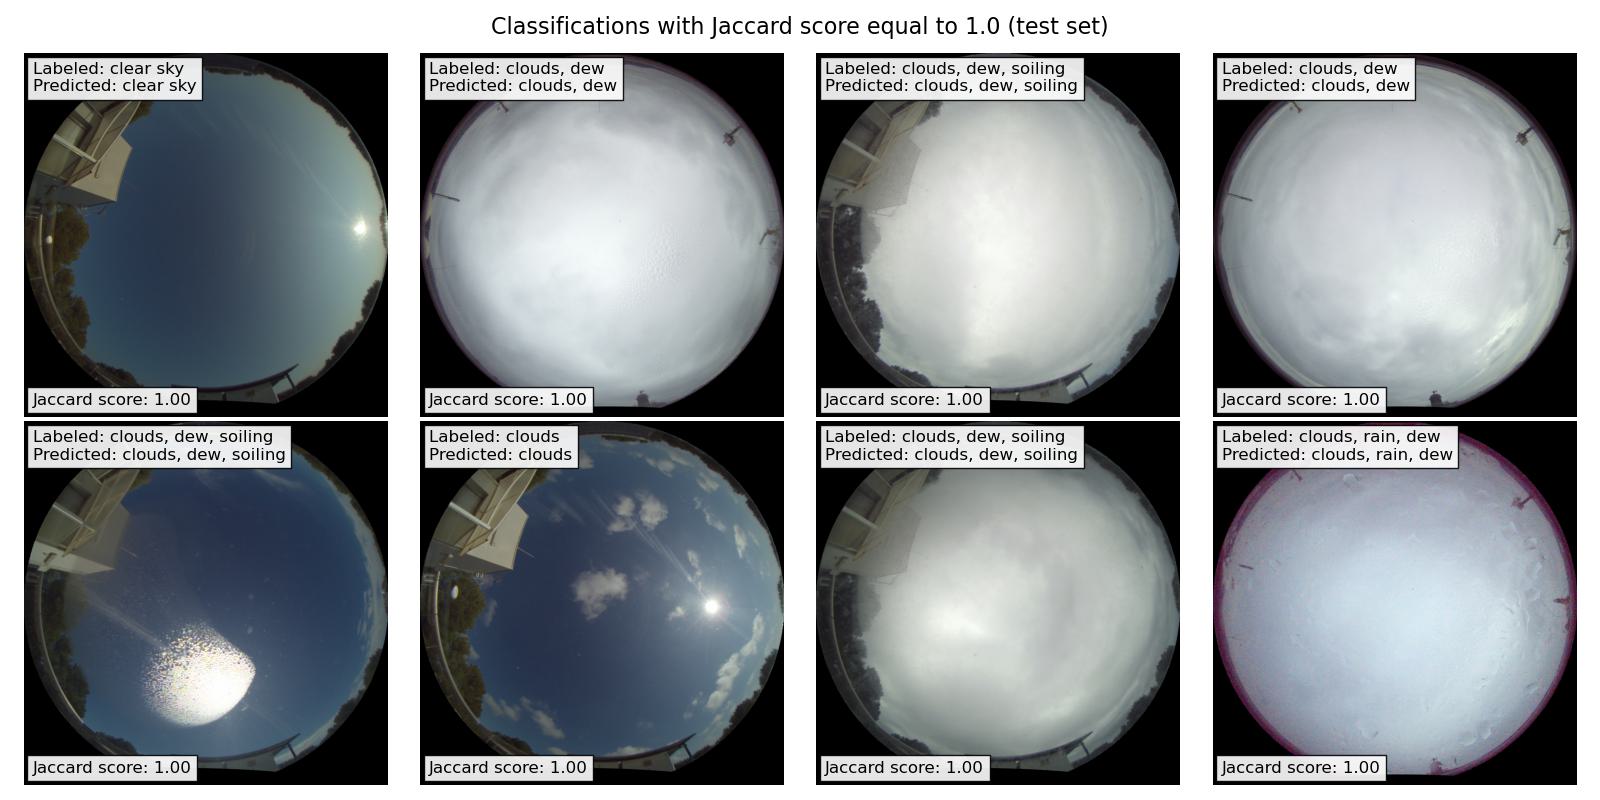 Classifications with Jaccard score equal to 1.0 (test set)
Labeled: clear sky
Predicted: clear sky
Jaccard score: 1.00
Labeled: clouds, dew
Predicted: clouds, dew
Jaccard score: 1.00
Labeled: clouds, dew, soiling
Predicted: clouds, dew, soiling
Jaccard score: 1.00
Labeled: clouds, dew
Predicted: clouds, dew
Jaccard score: 1.00
Labeled: clouds, dew, soiling
Predicted: clouds, dew, soiling
Jaccard score: 1.00
Labeled: clouds
Predicted: clouds
Jaccard score: 1.00
Labeled: clouds, dew, soiling
Predicted: clouds, dew, soiling
Jaccard score: 1.00
Labeled: clouds, rain, dew
Predicted: clouds, rain, dew
Jaccard score: 1.00